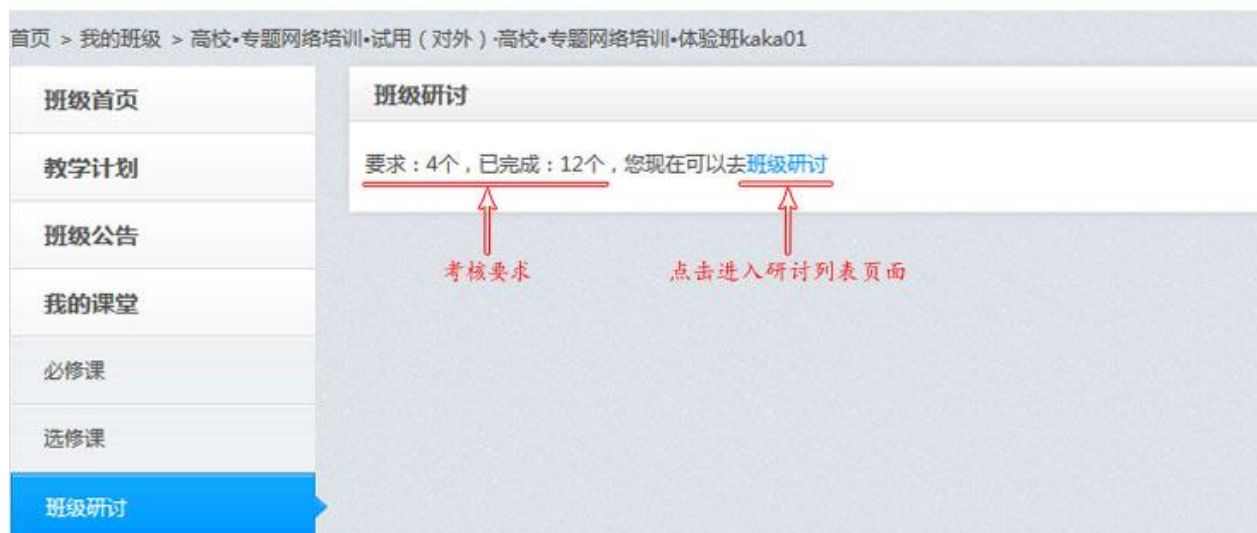 首页 > 我的班级 > 高校•专题网络培训•试用（对外）·高校•专题网络培训•体验班kaka01
班级首页
班级研讨
教学计划
要求：4个，已完成：12个，您现在可以去班级研讨
班级公告
考核要求
点击进入研讨列表页面
我的课堂
必修课
选修课
班级研讨